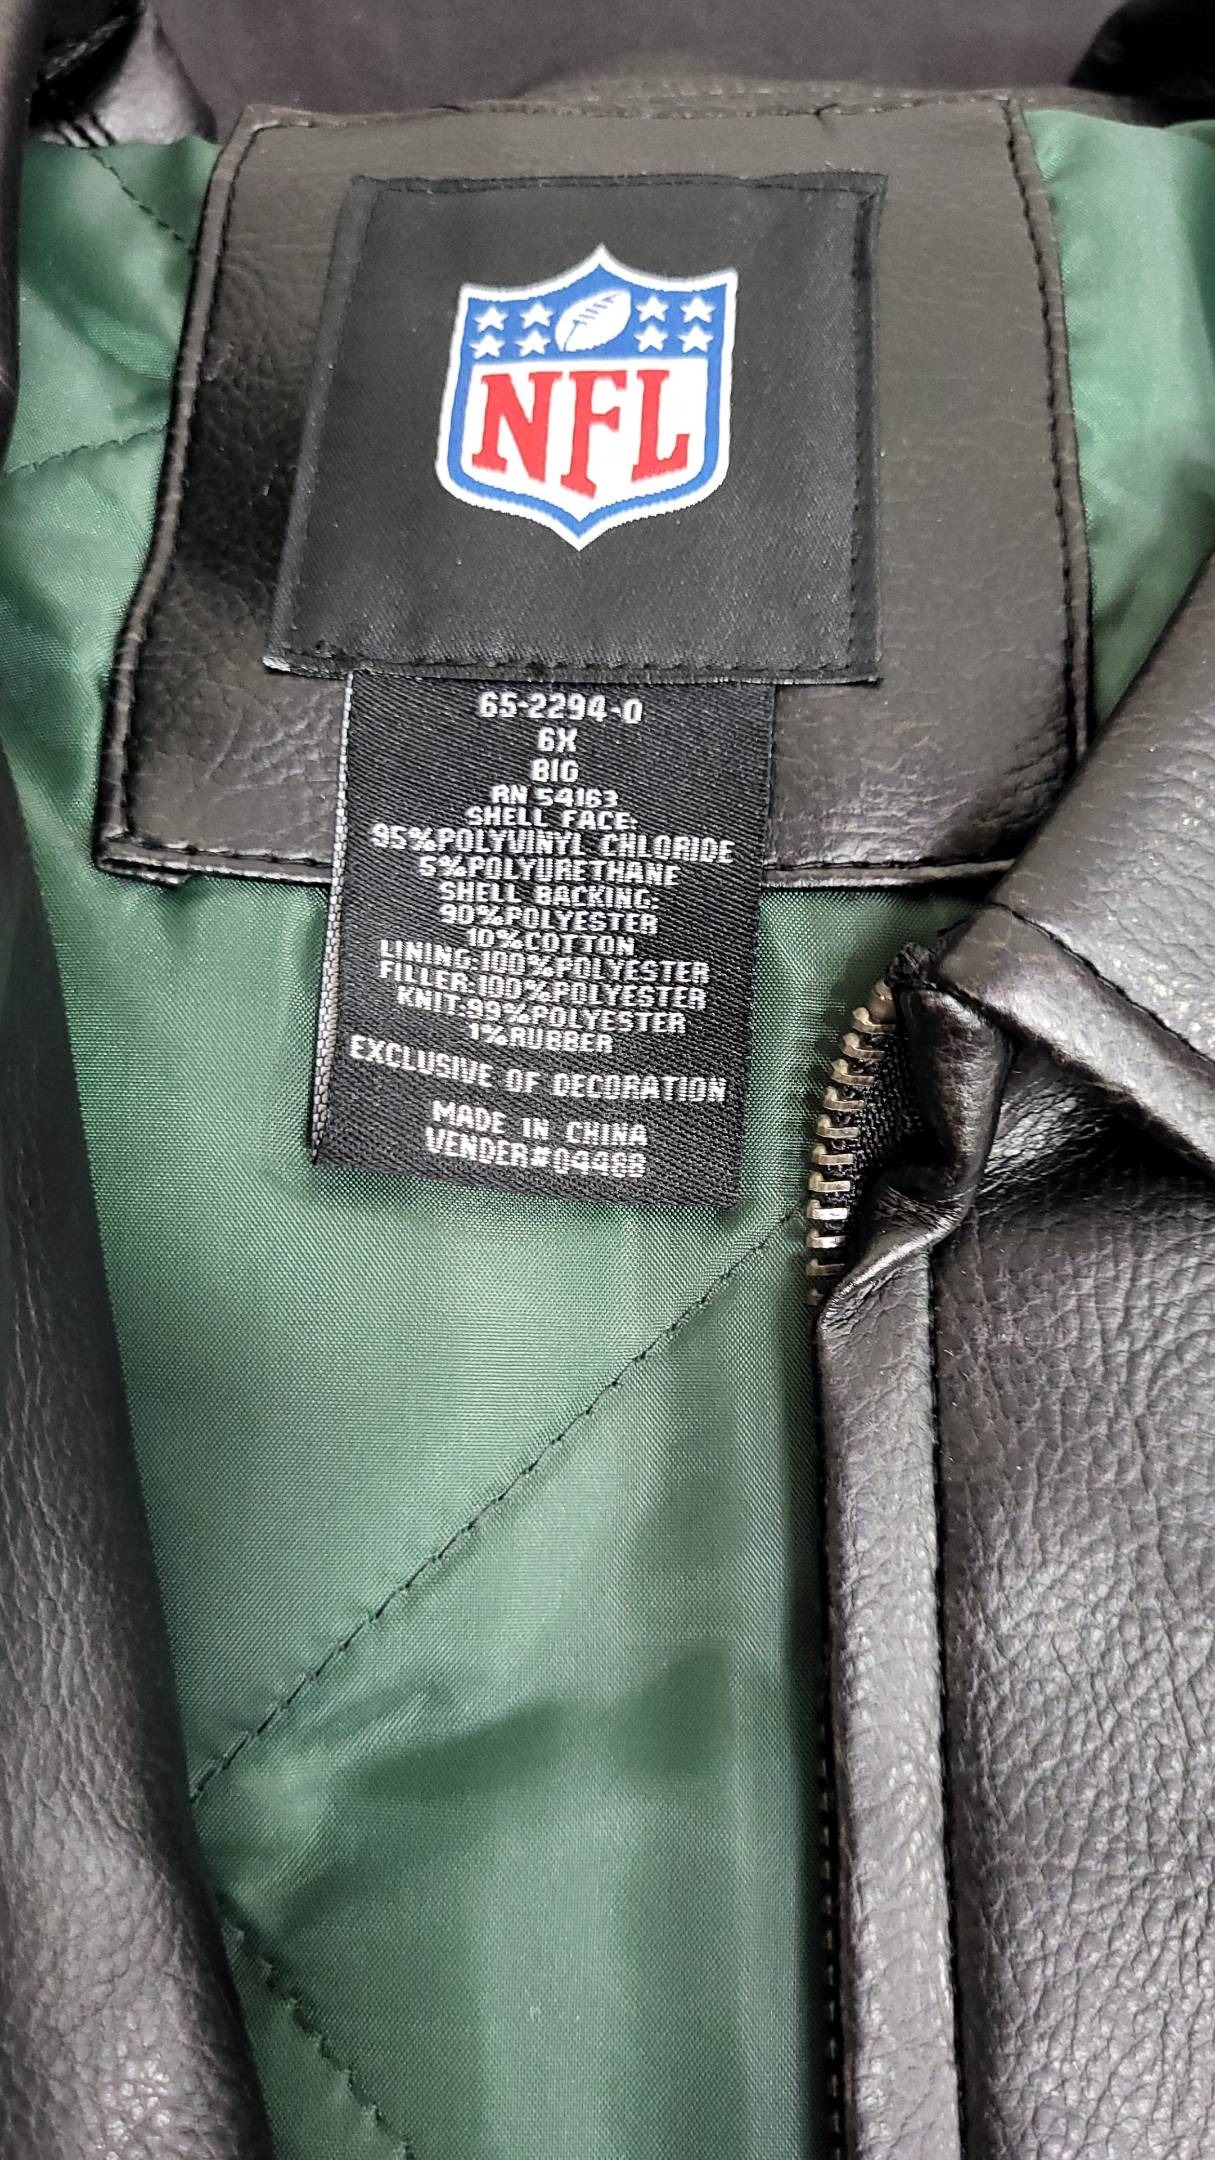 NFL
65-2294-0
6X
BIG
RN 54163
SHELL FACE:
95%POLYVINYL CHLORIDE
5%POLYURETHANE
SHELL BACKING:
90%POLYESTER
10%COTTON
LINING:100%POLYESTER
FILLER:100%POLYESTER
KNIT:99%POLYESTER
1%RUBBER
EXCLUSIVE OF DECORATION
MADE IN CHINA
VENDER#04468